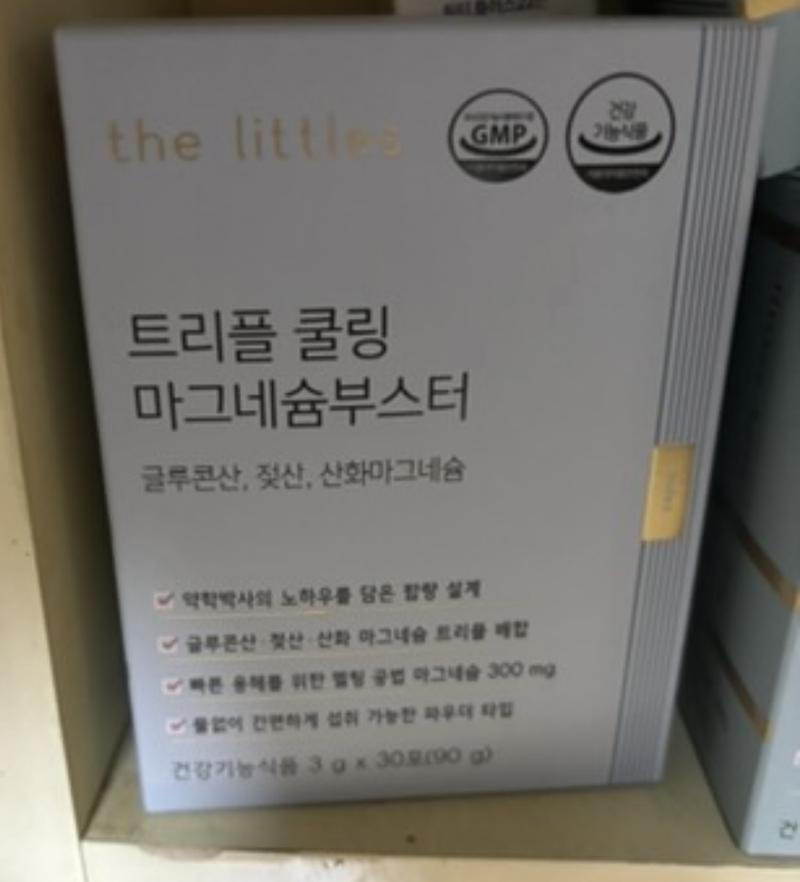 the littles
GMP
건강
기능식품
트리플 쿨링
마그네슘부스터
글루콘산, 젖산, 산화마그네슘
약학박사의 노하우를 담은 함량 설계
글루콘산·젖산·산화 마그네슘 트리플 배합
빠른 용해를 위한 멜팅 공법 마그네슘 300 mg
물없이 간편하게 섭취 가능한 파우더 타입
건강기능식품 3 g x 30포(90 g)
건